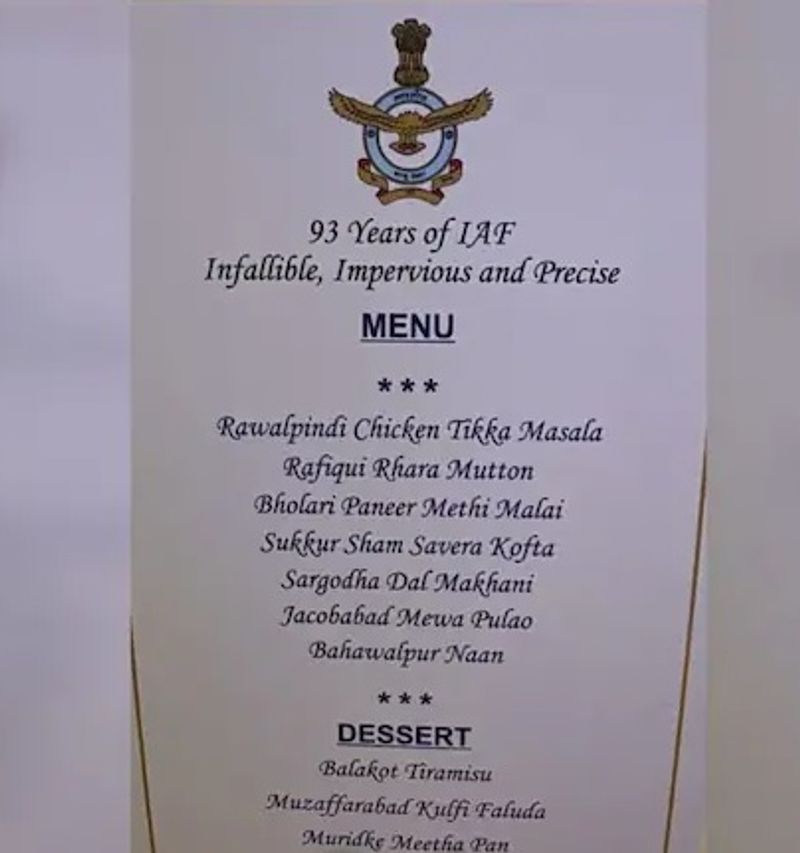 93 Years of IAF
Infallible, Impervious and Precise
MENU
***
Rawalpindi Chicken Tikka Masala
Rafiqui Rhara Mutton
Bholari Paneer Methi Malai
Sukkur Sham Savera Kofta
Sargodha Dal Makhani
Jacobabad Mewa Pulao
Bahawalpur Naan
***
DESSERT
Balakot Tiramisu
Muzaffarabad Kulfi Faluda
Muridke Meetha Pan